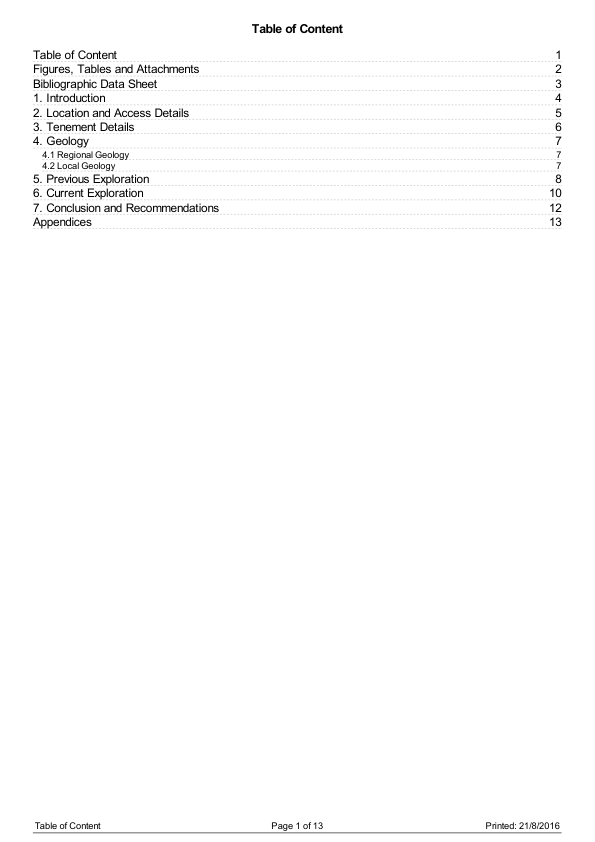 Table of Content
Table of Content 1
Figures, Tables and Attachments 2
Bibliographic Data Sheet 3
1. Introduction 4
2. Location and Access Details 5
3. Tenement Details 6
4. Geology 7
4.1 Regional Geology 7
4.2 Local Geology 7
5. Previous Exploration 8
6. Current Exploration 10
7. Conclusion and Recommendations 12
Appendices 13
Table of Content Page 1 of 13 Printed: 21/8/2016